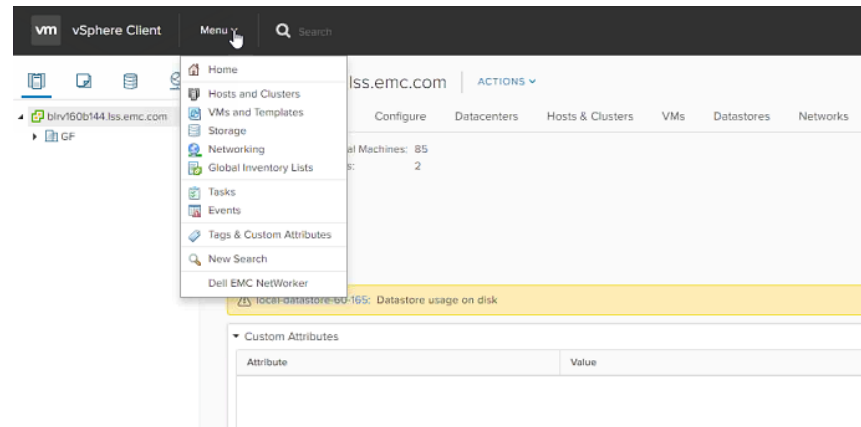 vm vSphere Client Menu Search
lss.emc.com ACTIONS
blrv160b144.lss.emc.com
GF
Home
Hosts and Clusters
VMs and Templates
Storage
Networking
Global Inventory Lists
Tasks
Events
Tags & Custom Attributes
New Search
Dell EMC NetWorker
Configure Datacenters Hosts & Clusters VMs Datastores Networks
al Machines: 85
s: 2
local-datastore-60-165: Datastore usage on disk
Custom Attributes
Attribute Value